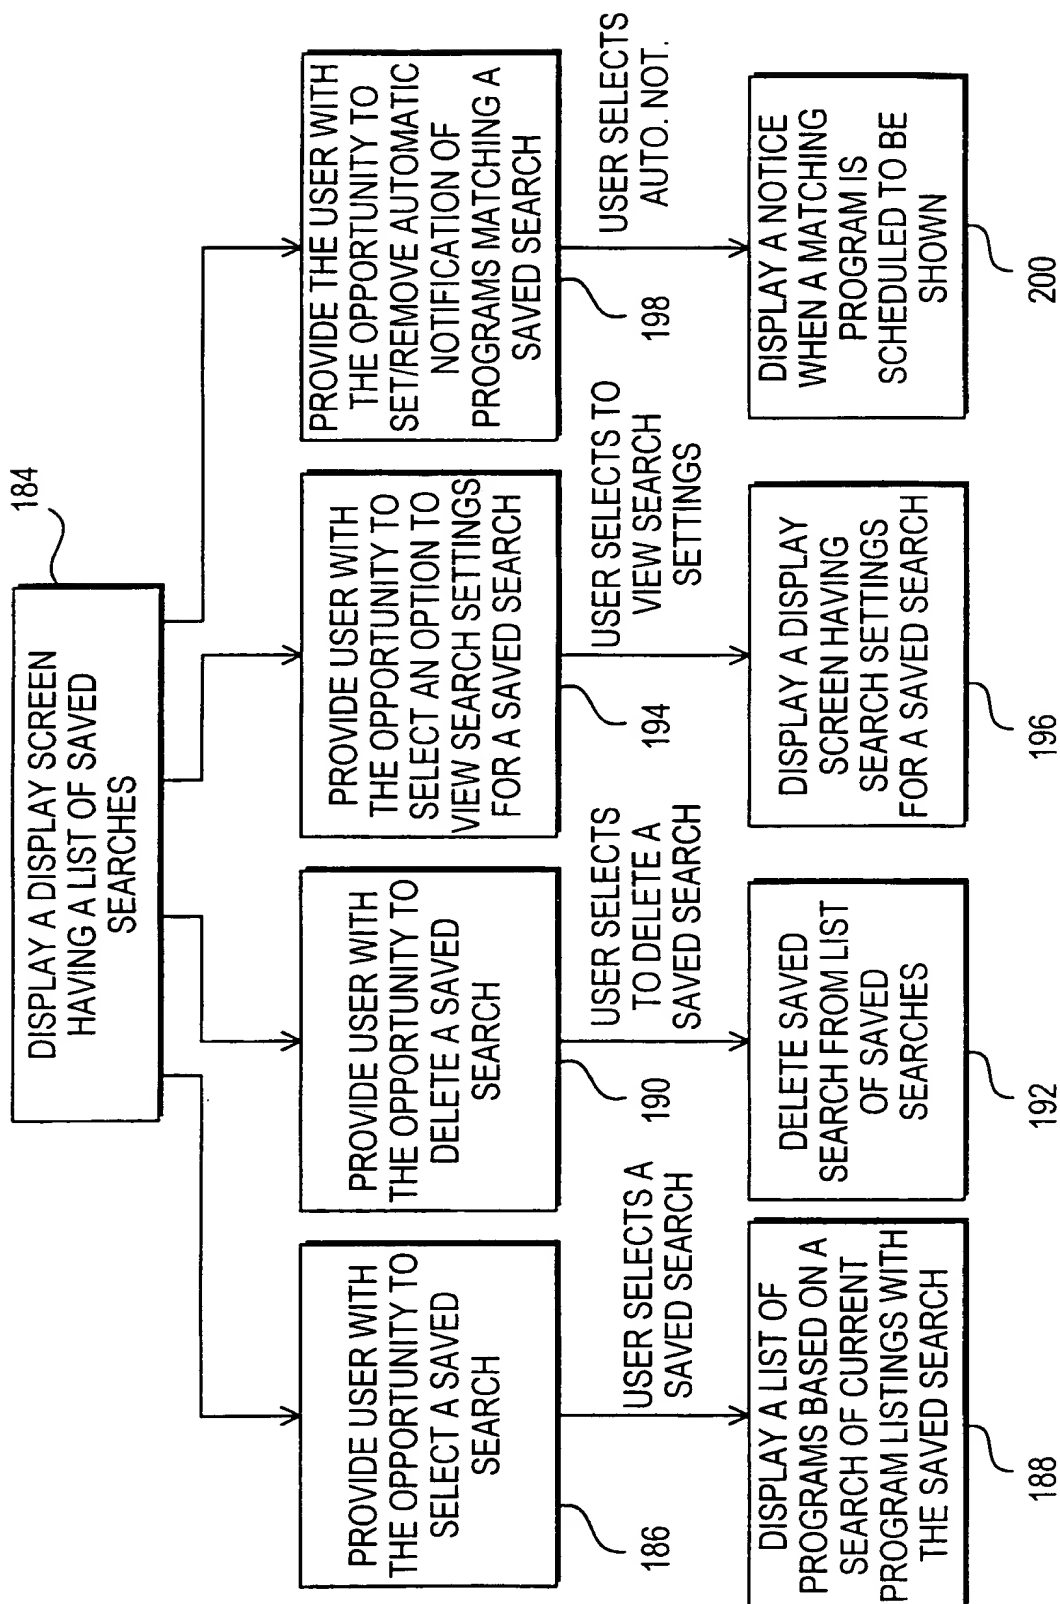 DISPLAY A DISPLAY SCREEN
HAVING A LIST OF SAVED
SEARCHES
184
PROVIDE USER WITH
THE OPPORTUNITY TO
SELECT A SAVED
SEARCH
186
USER SELECTS A
SAVED SEARCH
DISPLAY A LIST OF
PROGRAMS BASED ON A
SEARCH OF CURRENT
PROGRAM LISTINGS WITH
THE SAVED SEARCH
188
PROVIDE USER WITH
THE OPPORTUNITY TO
DELETE A SAVED
SEARCH
190
USER SELECTS
TO DELETE A
SAVED SEARCH
DELETE SAVED
SEARCH FROM LIST
OF SAVED
SEARCHES
192
PROVIDE USER WITH
THE OPPORTUNITY TO
SELECT AN OPTION TO
VIEW SEARCH SETTINGS
FOR A SAVED SEARCH
194
USER SELECTS TO
VIEW SEARCH
SETTINGS
DISPLAY A DISPLAY
SCREEN HAVING
SEARCH SETTINGS
FOR A SAVED SEARCH
196
PROVIDE THE USER WITH
THE OPPORTUNITY TO
SET/REMOVE AUTOMATIC
NOTIFICATION OF
PROGRAMS MATCHING A
SAVED SEARCH
198
USER SELECTS
AUTO. NOT.
DISPLAY A NOTICE
WHEN A MATCHING
PROGRAM IS
SCHEDULED TO BE
SHOWN
200